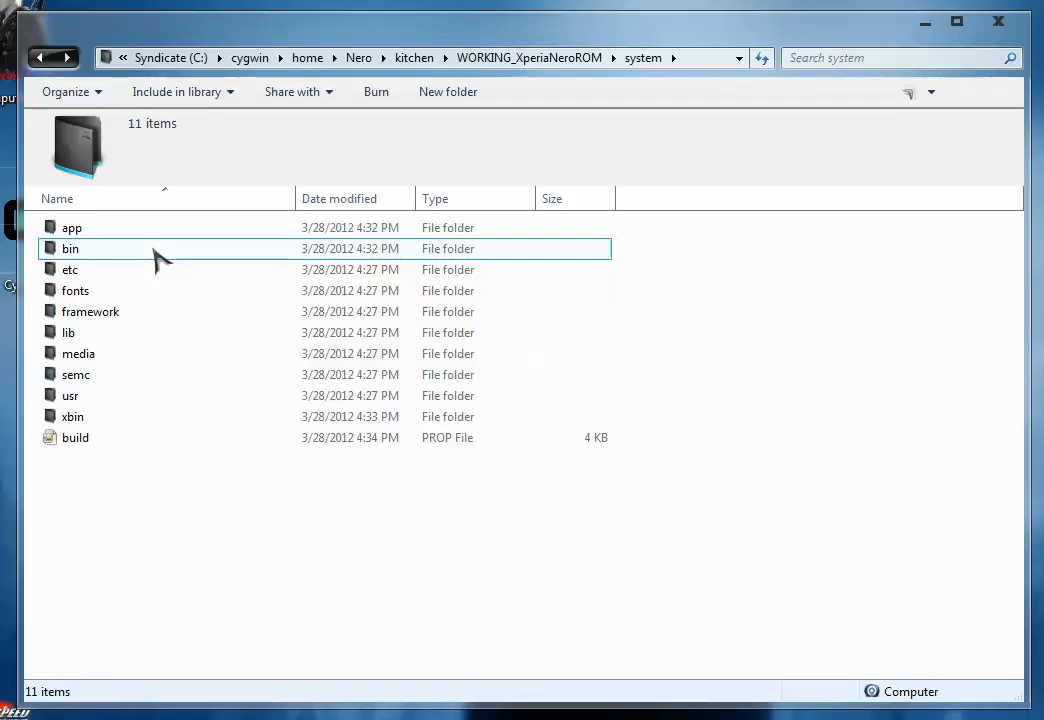 « Syndicate (C:) cygwin home Nero kitchen WORKING_XperiaNeroROM system Search system
Organize Include in library Share with Burn New folder
11 items
Name Date modified Type Size
app 3/28/2012 4:32 PM File folder
bin 3/28/2012 4:32 PM File folder
etc 3/28/2012 4:27 PM File folder
fonts 3/28/2012 4:27 PM File folder
framework 3/28/2012 4:27 PM File folder
lib 3/28/2012 4:27 PM File folder
media 3/28/2012 4:27 PM File folder
semc 3/28/2012 4:27 PM File folder
usr 3/28/2012 4:27 PM File folder
xbin 3/28/2012 4:33 PM File folder
build 3/28/2012 4:34 PM PROP File 4 KB
11 items Computer